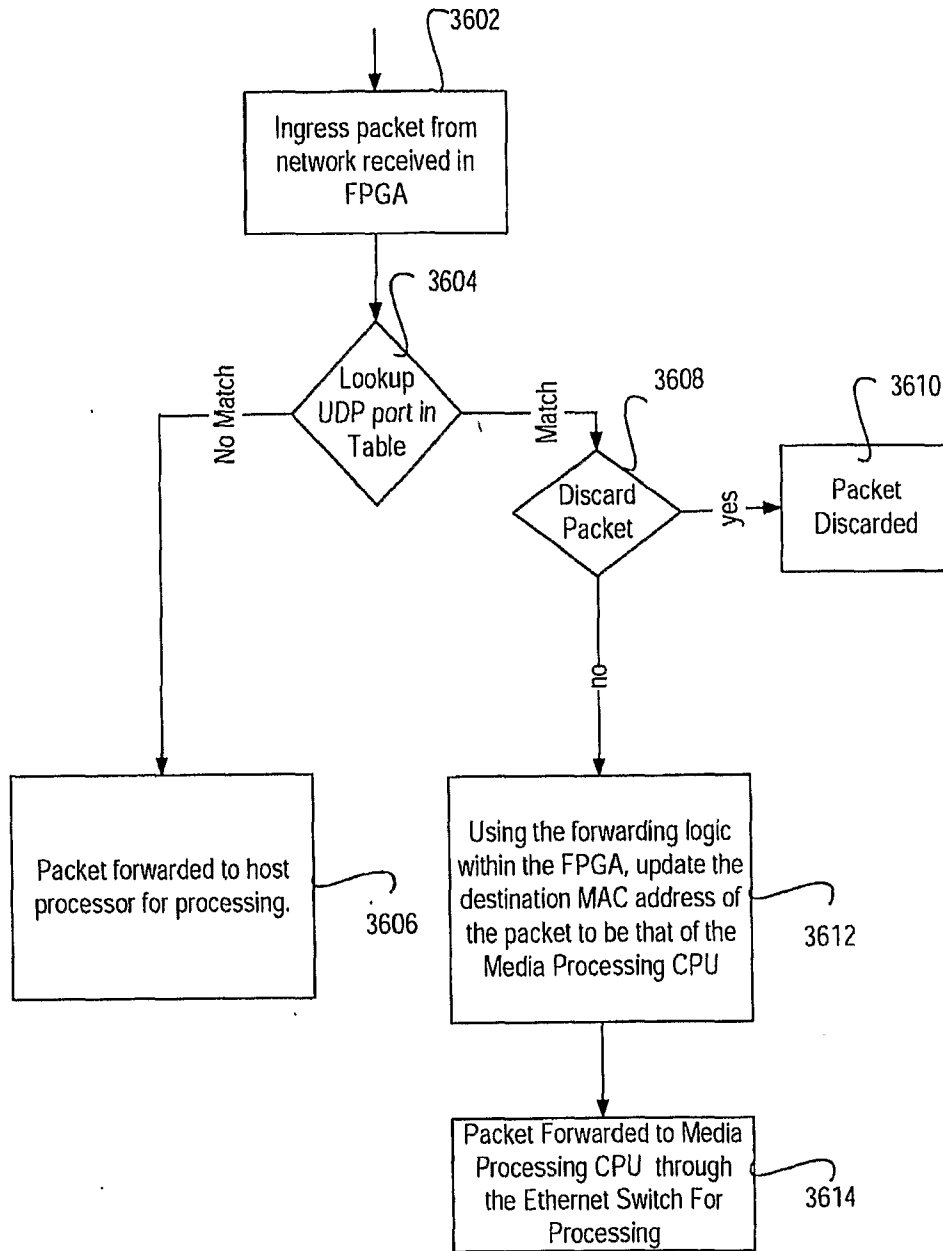 3602
Ingress packet from
network received in
FPGA
3604
Lookup
UDP port in
Table
No Match
Match
3608
Discard
Packet
yes
3610
Packet
Discarded
no
Packet forwarded to host
processor for processing.
3606
Using the forwarding logic
within the FPGA, update the
destination MAC address of
the packet to be that of the
Media Processing CPU
3612
Packet Forwarded to Media
Processing CPU through
the Ethernet Switch For
Processing
3614